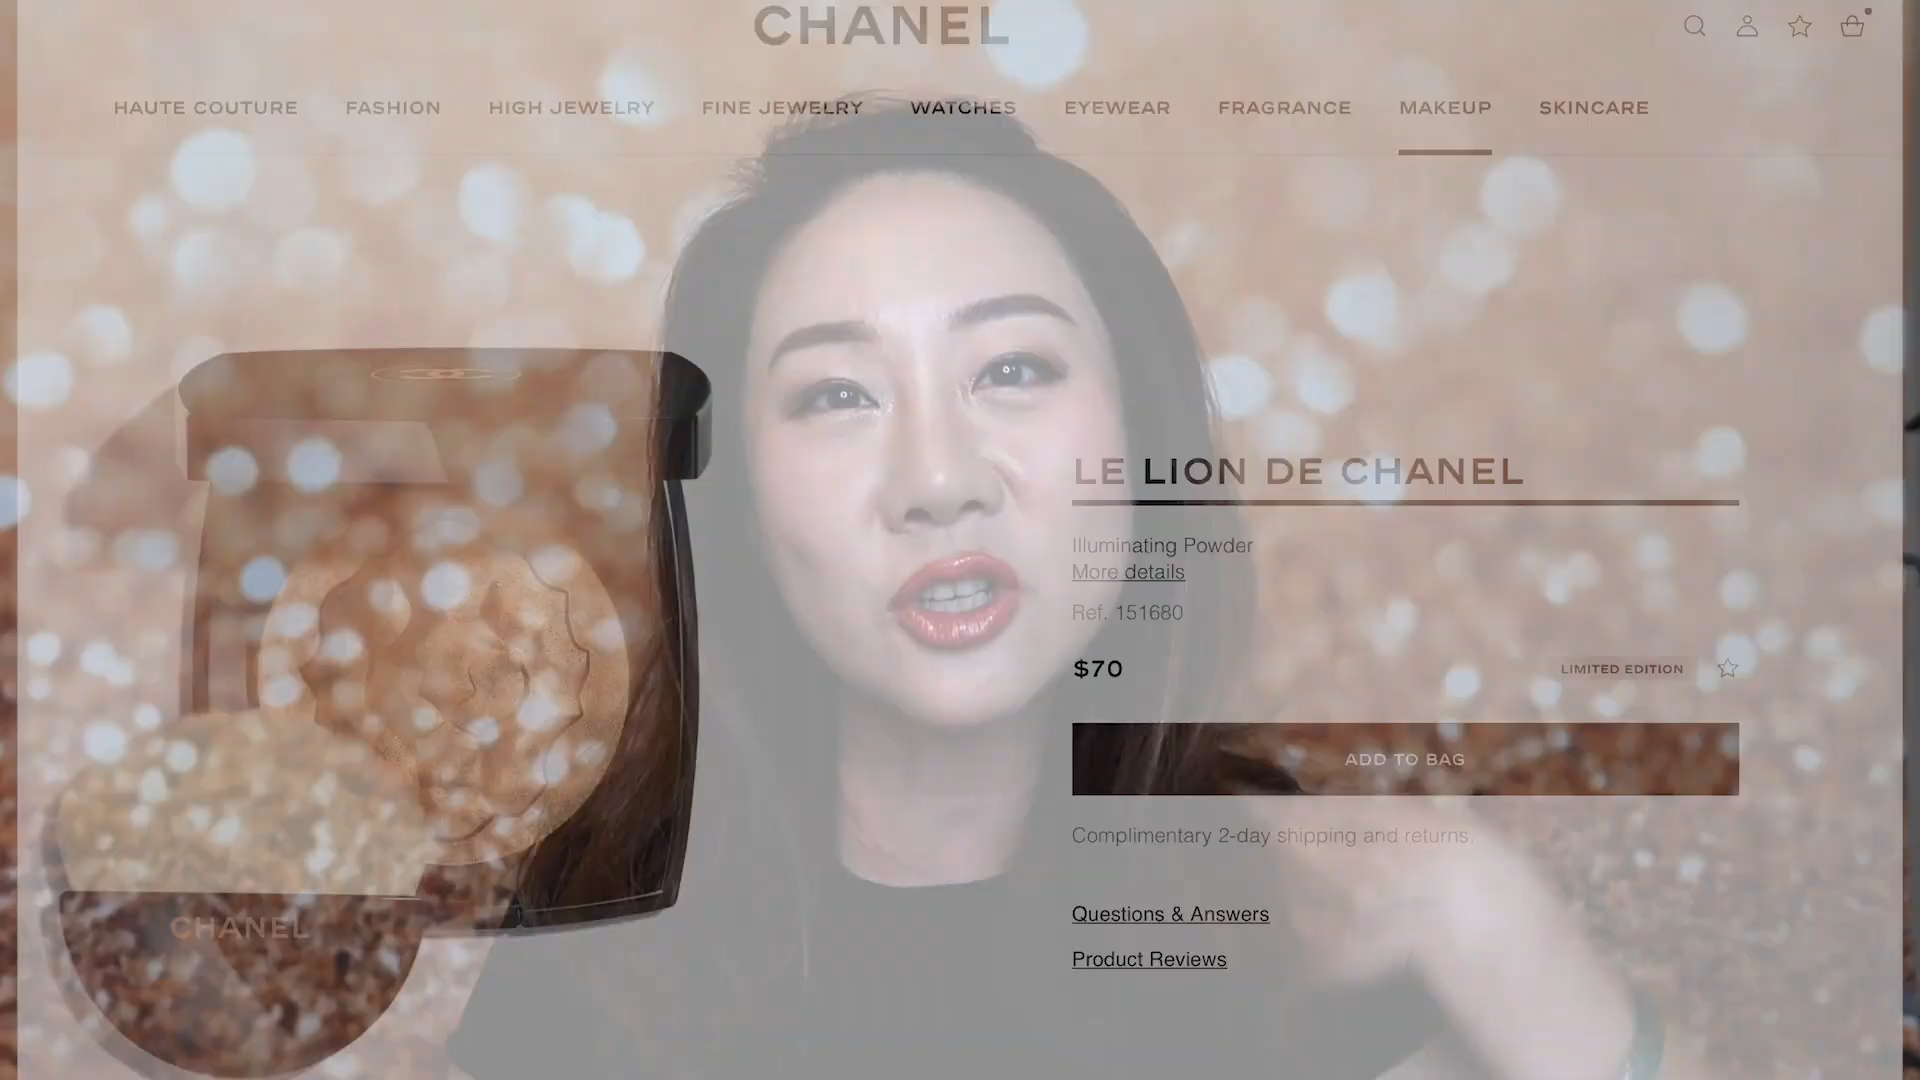 CHANEL
HAUTE COUTURE FASHION HIGH JEWELRY FINE JEWELRY WATCHES EYEWEAR FRAGRANCE MAKEUP SKINCARE
LE LION DE CHANEL
Illuminating Powder
More details
Ref. 151680
$70
LIMITED EDITION
ADD TO BAG
Complimentary 2-day shipping and returns.
Questions & Answers
CHANEL
Product Reviews